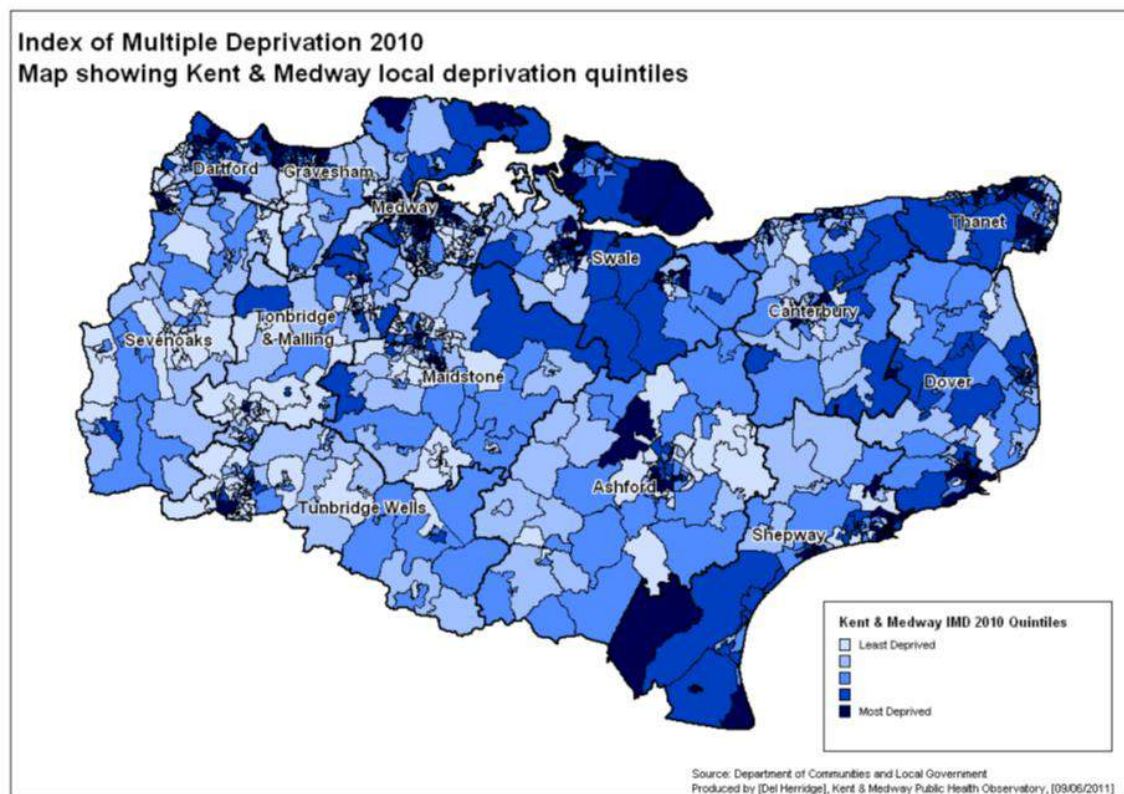 Index of Multiple Deprivation 2010
Map showing Kent & Medway local deprivation quintiles
Dartford
Gravesham
Medway
Thanet
Swale
Canterbury
Tonbridge
& Malling
Sevenoaks
Maidstone
Dover
Ashford
Tunbridge Wells
Shepway
Kent & Medway IMD 2010 Quintiles
Least Deprived
Most Deprived
Source: Department of Communities and Local Government
Produced by [Del Herridge], Kent & Medway Public Health Observatory, [09/06/2011]